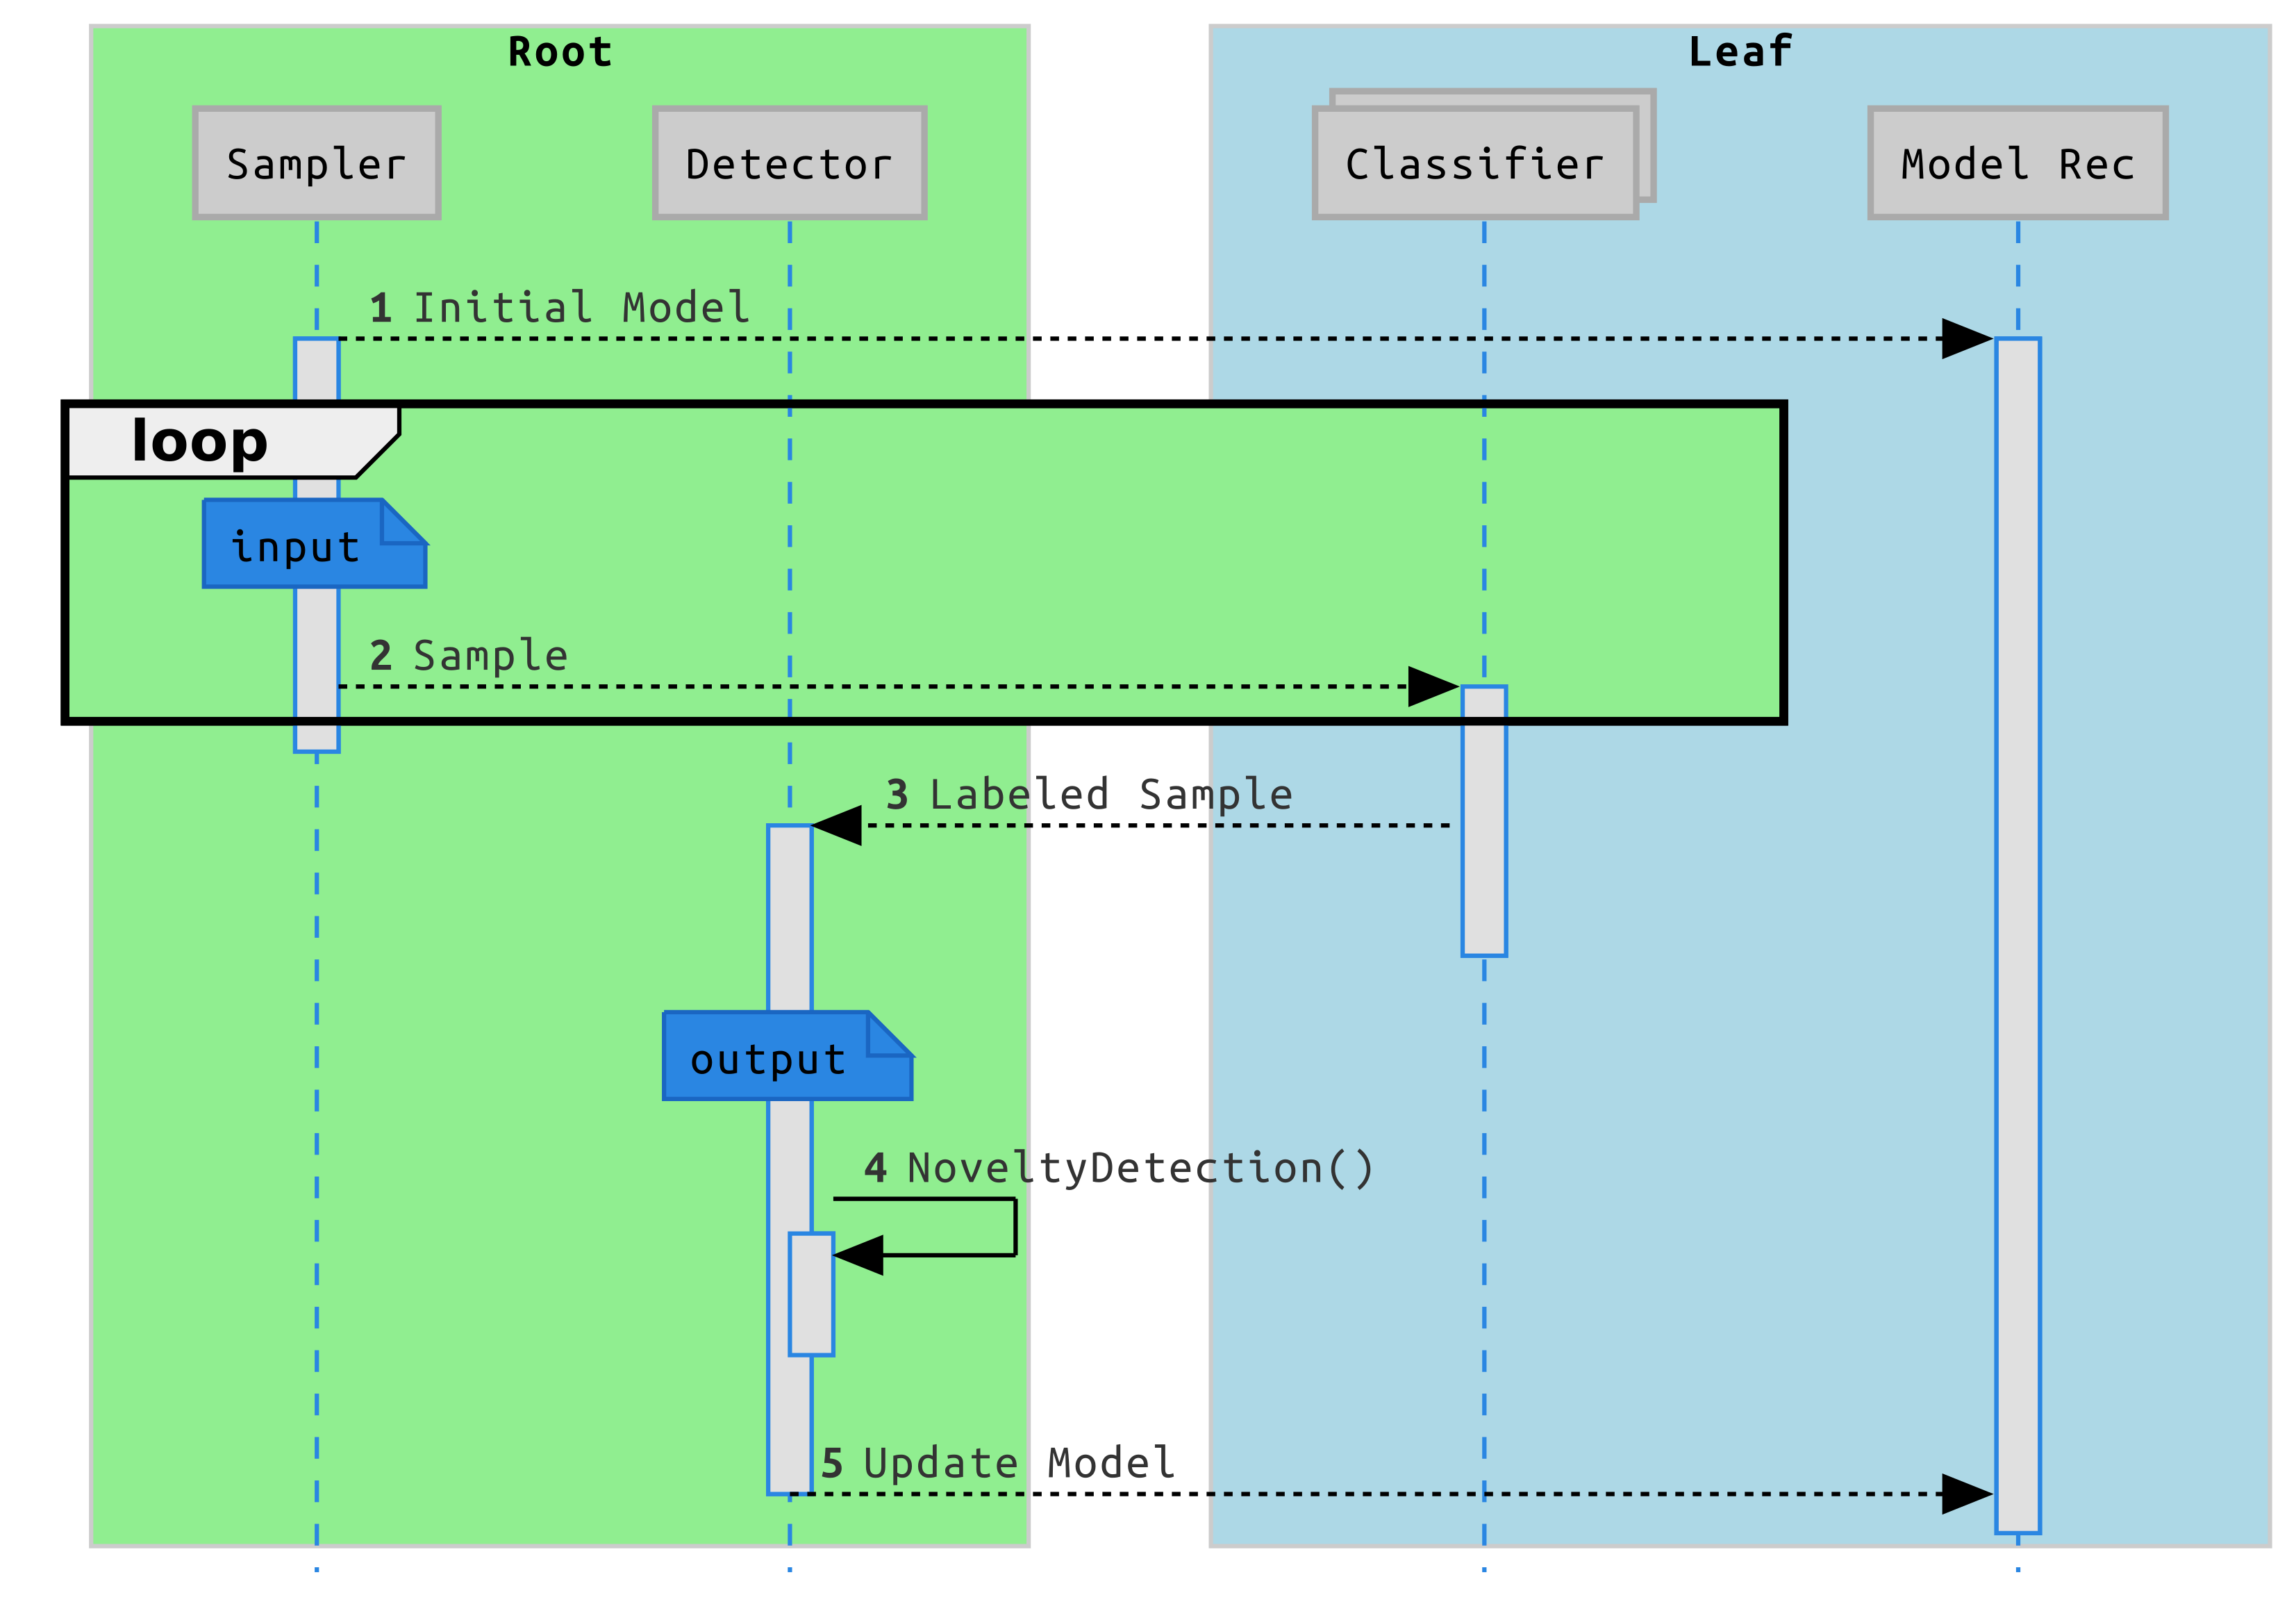 Root
Leaf
Sampler
Detector
Classifier
Model Rec
1 Initial Model
loop
input
2 Sample
3 Labeled Sample
output
4 NoveltyDetection()
5 Update Model